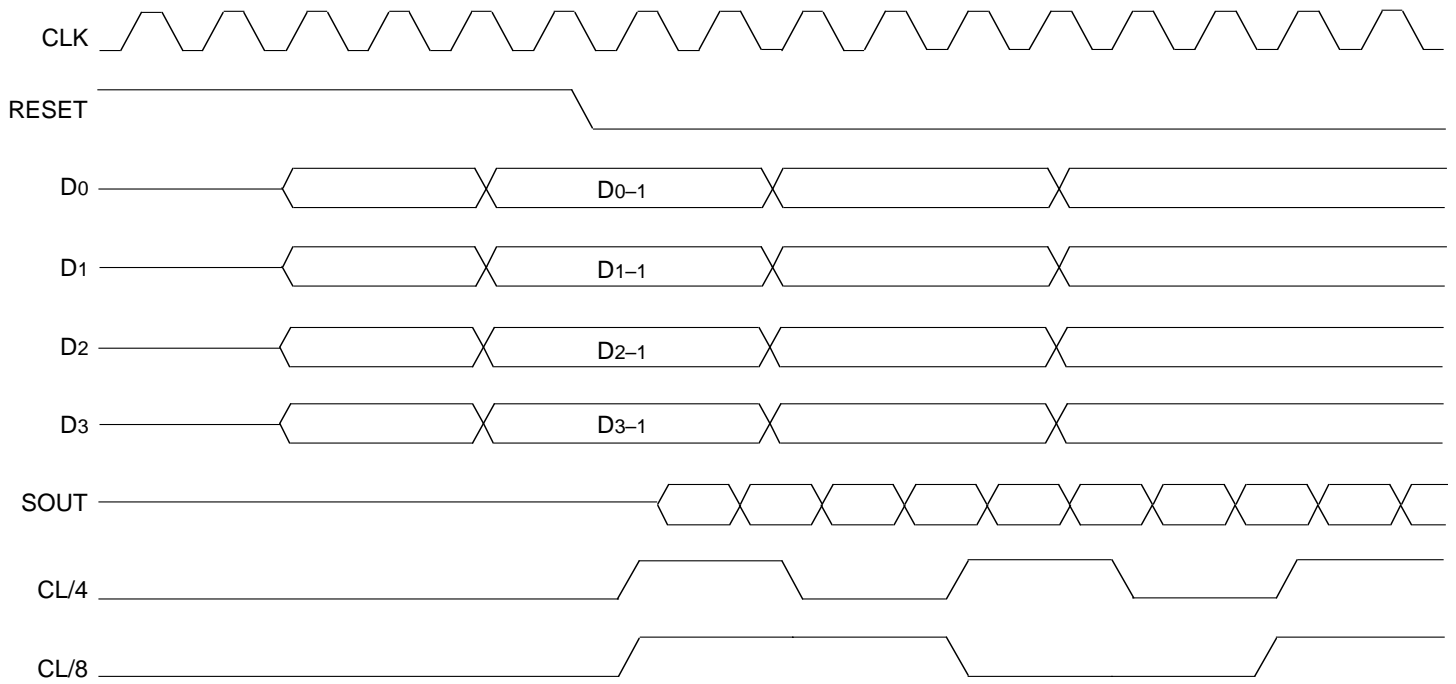 CLK
RESET
D0
D0–1
D1
D1–1
D2
D2–1
D3
D3–1
SOUT
CL/4
CL/8